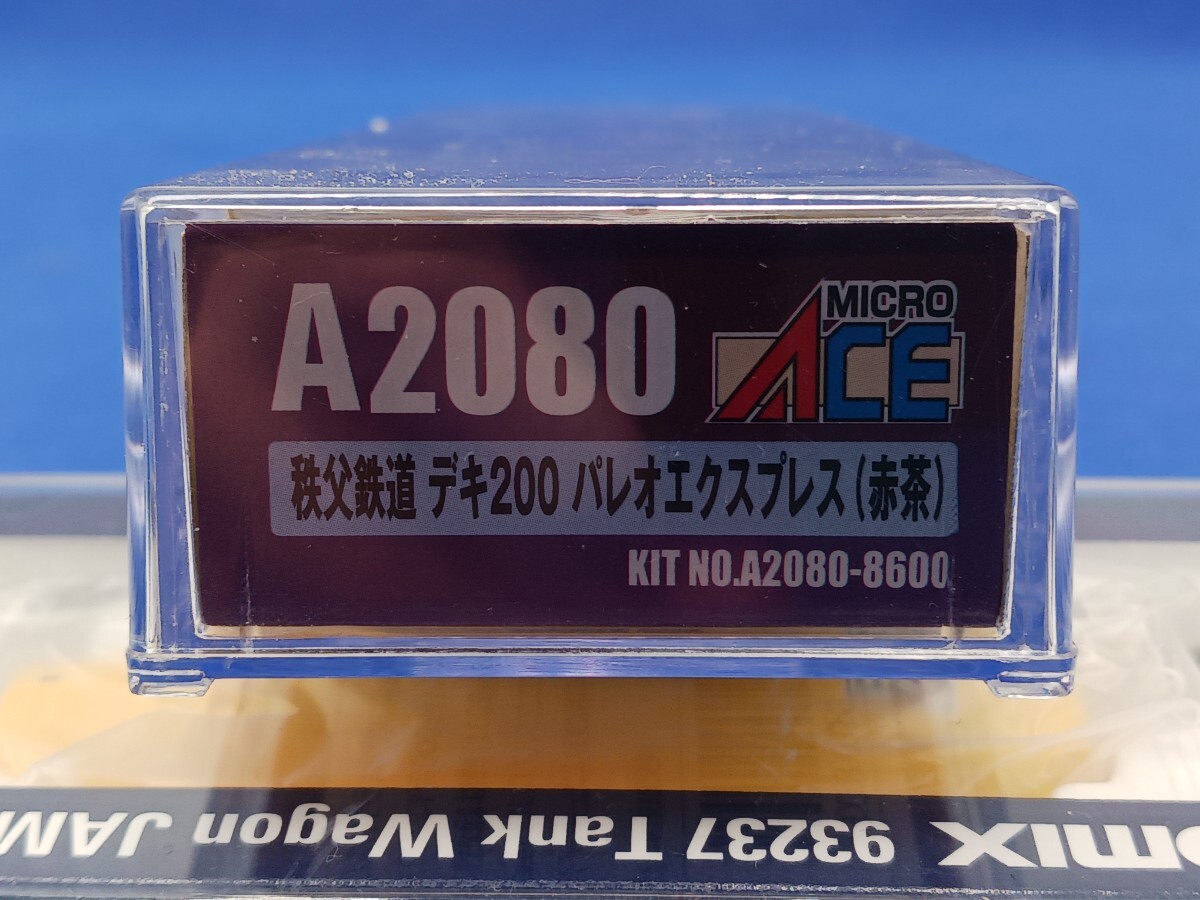 A2080
MICRO
ACE
秩父鉄道 デキ200 パレオエクスプレス(赤茶)
KIT NO.A2080-8600
omix 93237 Tank Wagon JAM